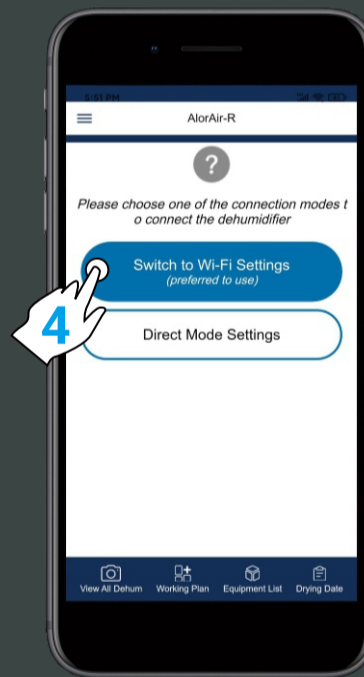 5:51 PM
AlorAir-R
?
Please choose one of the connection modes t
o connect the dehumidifier
Switch to Wi-Fi Settings
(preferred to use)
4
Direct Mode Settings
View All Dehum Working Plan Equipment List Drying Date